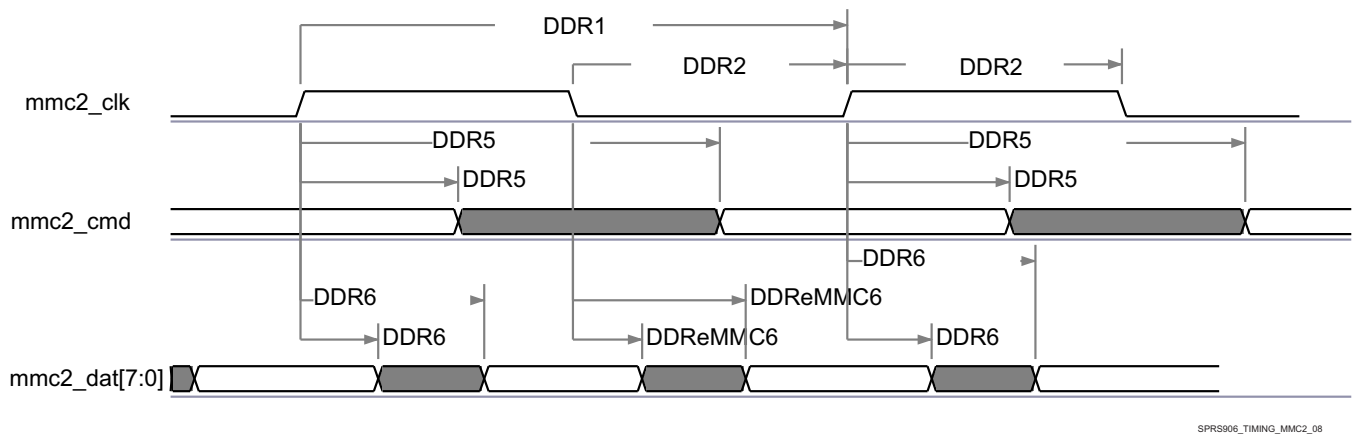 DDR1
DDR2 DDR2
mmc2_clk
DDR5 DDR5
DDR5 DDR5
mmc2_cmd
DDR6
DDR6 DDReMMC6
DDR6 DDReMMC6 DDR6
mmc2_dat[7:0]
SPRS906_TIMING_MMC2_08